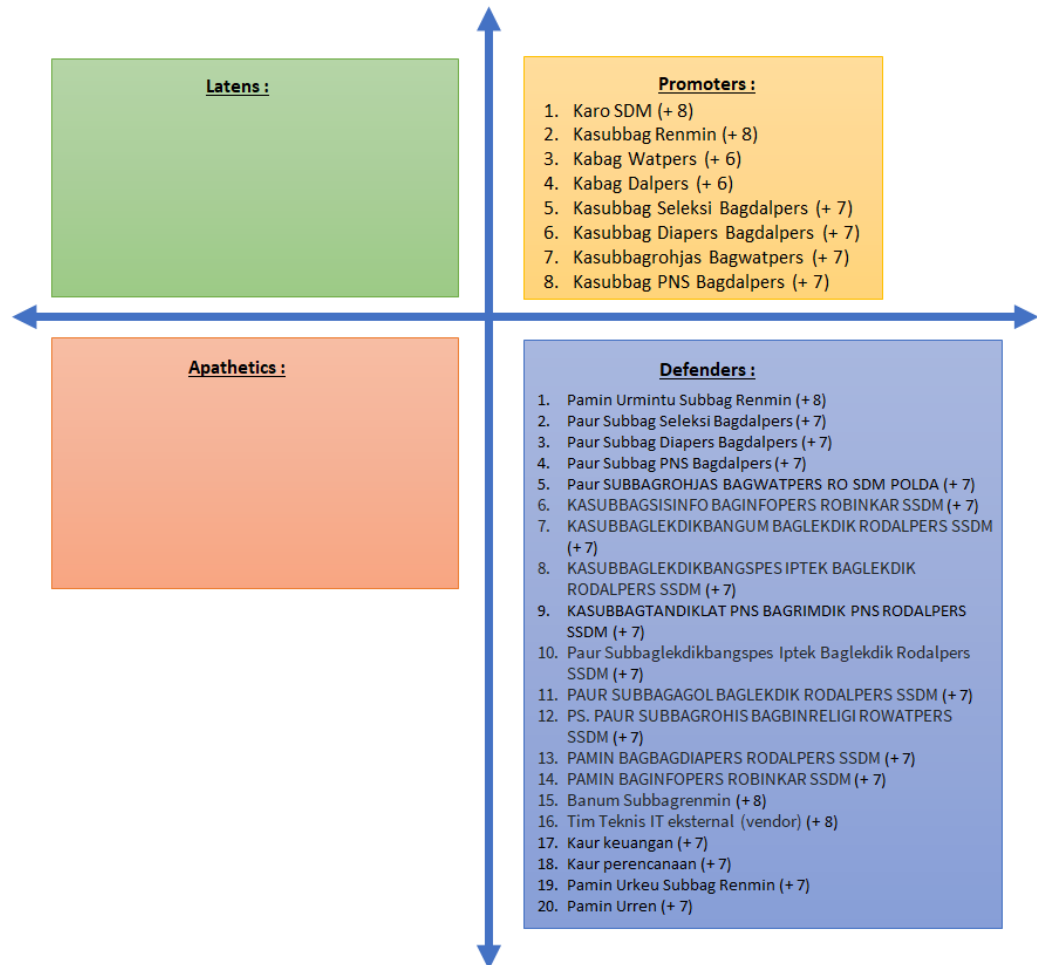 Latens :
Promoters :
1. Karo SDM (+ 8)
2. Kasubbag Renmin (+ 8)
3. Kabag Watpers (+ 6)
4. Kabag Dalpers (+ 6)
5. Kasubbag Seleksi Bagdalpers (+ 7)
6. Kasubbag Diapers Bagdalpers (+ 7)
7. Kasubbagrohjas Bagwatpers (+ 7)
8. Kasubbag PNS Bagdalpers (+ 7)
Apathetics :
Defenders :
1. Pamin Urmintu Subbag Renmin (+ 8)
2. Paur Subbag Seleksi Bagdalpers (+ 7)
3. Paur Subbag Diapers Bagdalpers (+ 7)
4. Paur Subbag PNS Bagdalpers (+ 7)
5. Paur SUBBAGROHJAS BAGWATPERS RO SDM POLDA (+ 7)
6. KASUBBAGSISINFO BAGINFOPERS ROBINKAR SSDM (+ 7)
7. KASUBBAGLEKDIKBANGUM BAGLEKDIK RODALPERS SSDM
(+ 7)
8. KASUBBAGLEKDIKBANGSPES IPTEK BAGLEKDIK
RODALPERS SSDM (+ 7)
9. KASUBBAGTANDIKLAT PNS BAGRIMDIK PNS RODALPERS
SSDM (+ 7)
10. Paur Subbaglekdikbangspes Iptek Baglekdik Rodalpers
SSDM (+ 7)
11. PAUR SUBBAGAGOL BAGLEKDIK RODALPERS SSDM (+ 7)
12. PS. PAUR SUBBAGROHIS BAGBINRELIGI ROWATPERS
SSDM (+ 7)
13. PAMIN BAGBAGDIAPERS RODALPERS SSDM (+ 7)
14. PAMIN BAGINFOPERS ROBINKAR SSDM (+ 7)
15. Banum Subbagrenmin (+ 8)
16. Tim Teknis IT eksternal (vendor) (+ 8)
17. Kaur keuangan (+ 7)
18. Kaur perencanaan (+ 7)
19. Pamin Urkeu Subbag Renmin (+ 7)
20. Pamin Urren (+ 7)